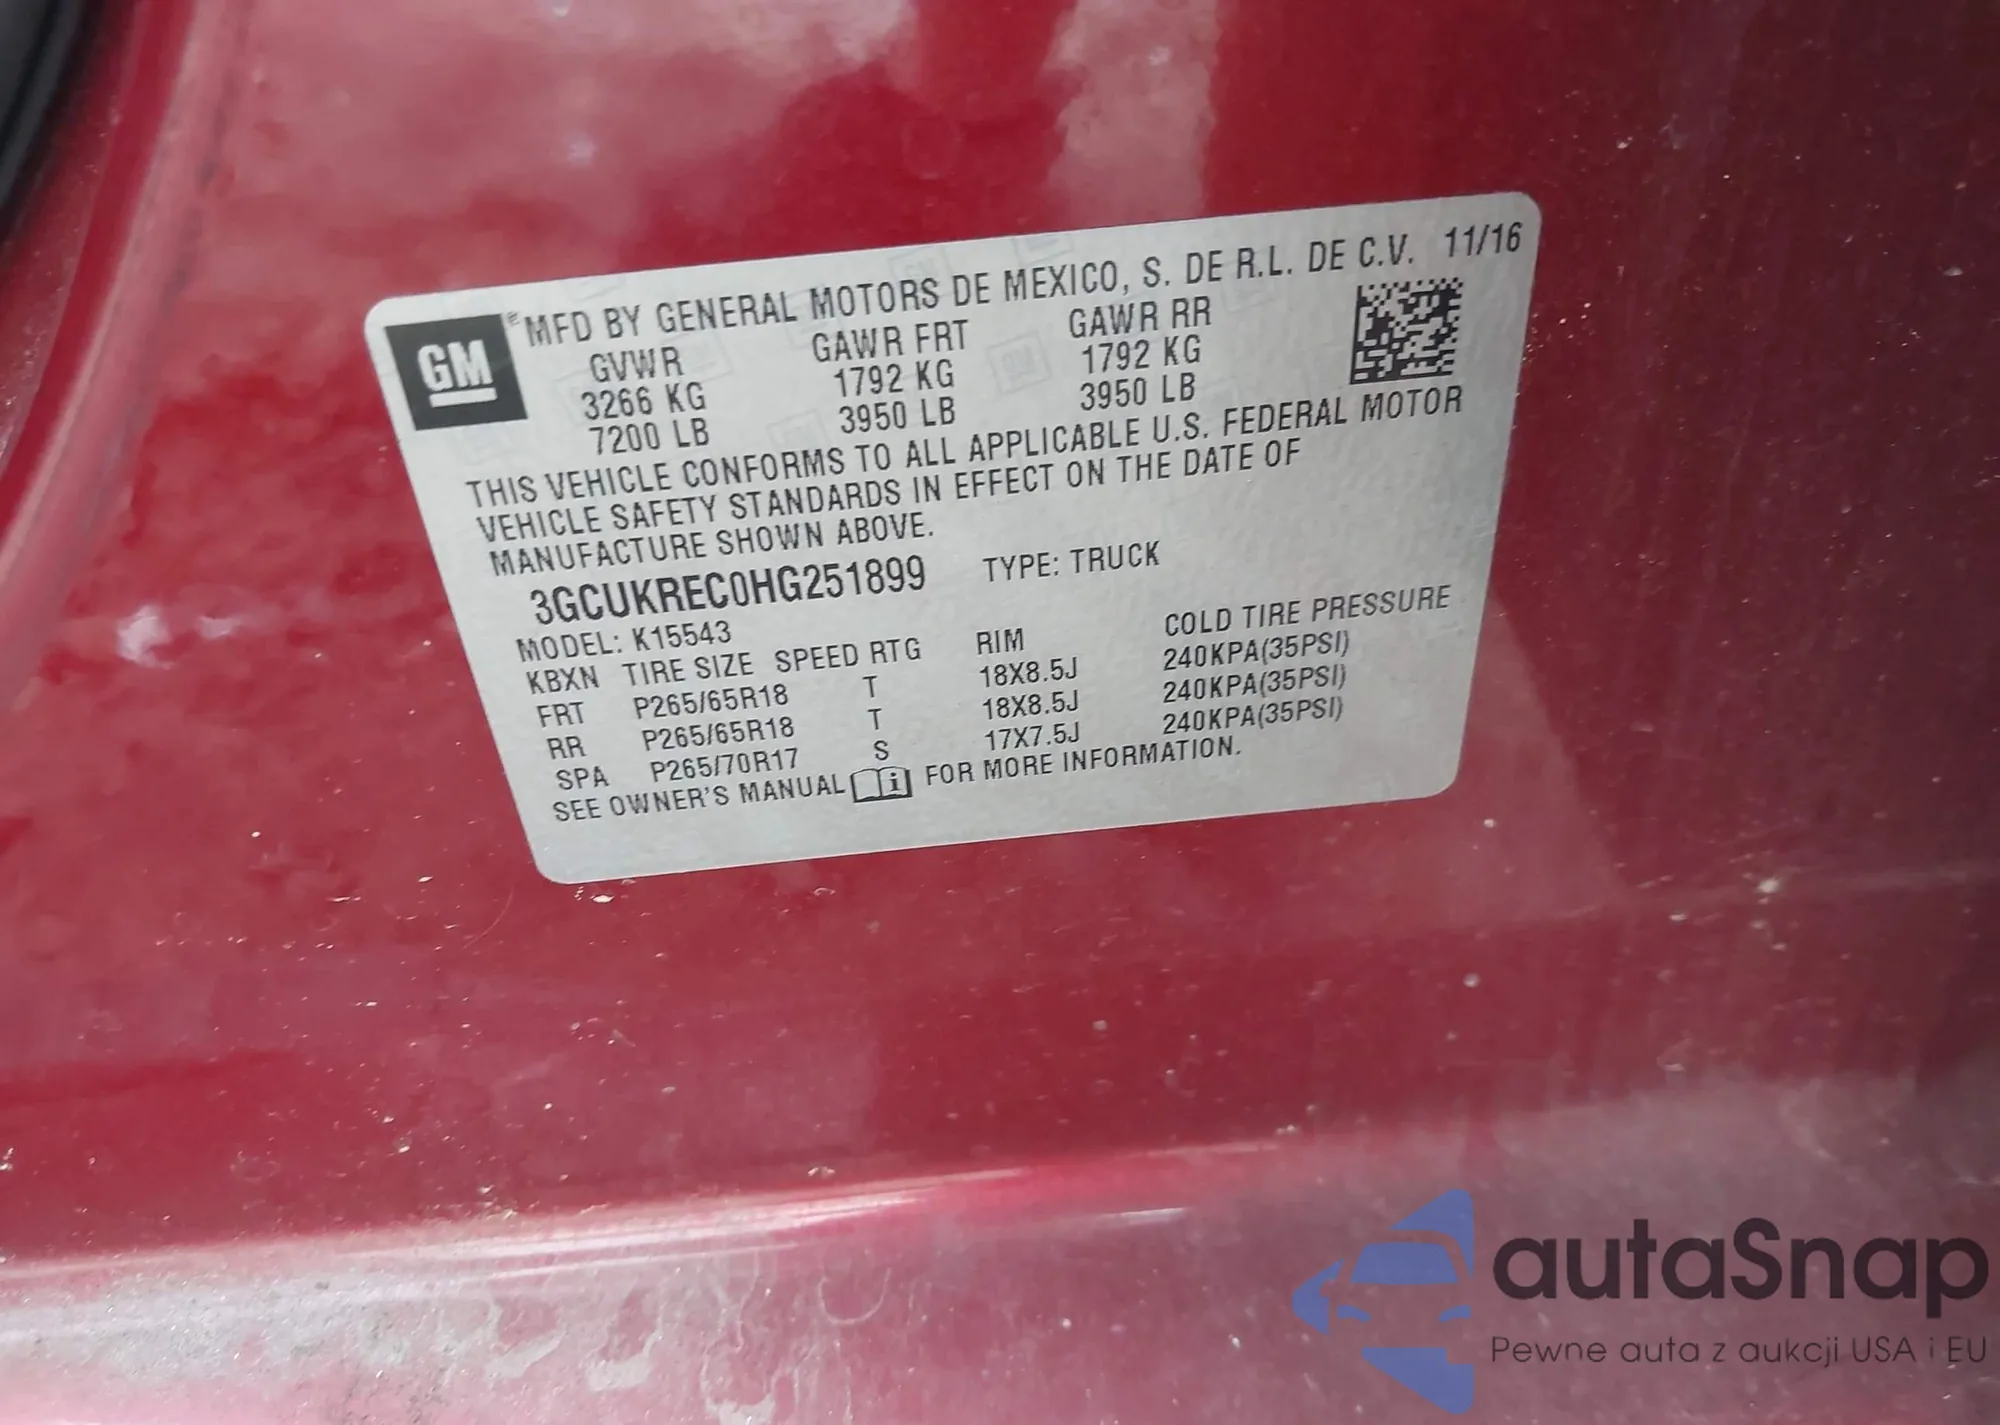 GM
® MFD BY GENERAL MOTORS DE MEXICO, S. DE R.L. DE C.V. 11/16
GVWR GAWR FRT GAWR RR
3266 KG 1792 KG 1792 KG
7200 LB 3950 LB 3950 LB
THIS VEHICLE CONFORMS TO ALL APPLICABLE U.S. FEDERAL MOTOR
VEHICLE SAFETY STANDARDS IN EFFECT ON THE DATE OF
MANUFACTURE SHOWN ABOVE.
3GCUKREC0HG251899 TYPE: TRUCK
MODEL: K15543
KBXN TIRE SIZE SPEED RTG RIM COLD TIRE PRESSURE
FRT P265/65R18 T 18X8.5J 240KPA(35PSI)
RR P265/65R18 T 18X8.5J 240KPA(35PSI)
SPA P265/70R17 S 17X7.5J 240KPA(35PSI)
SEE OWNER'S MANUAL i FOR MORE INFORMATION.
autaSnap
Pewne auta z aukcji USA i EU